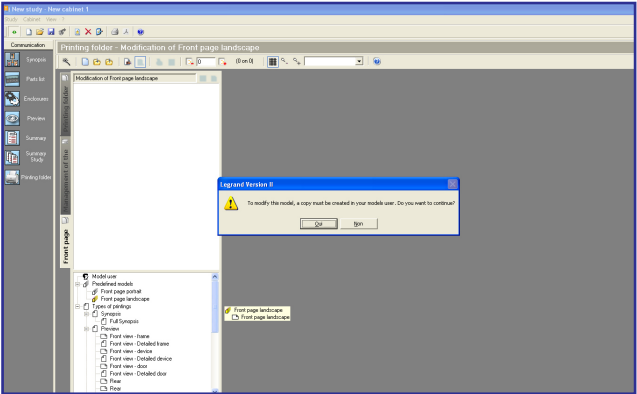 New study - New cabinet 1
Study Cabinet View ?
Communication
Printing folder - Modification of Front page landscape
Synopsis
0
(0 on 0)
Parts list
Modification of Front page landscape
Enclosures
Preview
Summary
Summary
Study
Printing folder
Printing folder
Management of the
Front page
Legrand Version II
To modify this model, a copy must be created in your models user. Do you want to continue?
Oui
Non
Model user
Predefined models
Front page portrait
Front page landscape
Types of printings
Synopsis
Full Synopsis
Preview
Front view - frame
Front view - Detailed frame
Front view - device
Front view - Detailed device
Front view - door
Front view - Detailed door
Rear
Rear
Front page landscape
Front page landscape